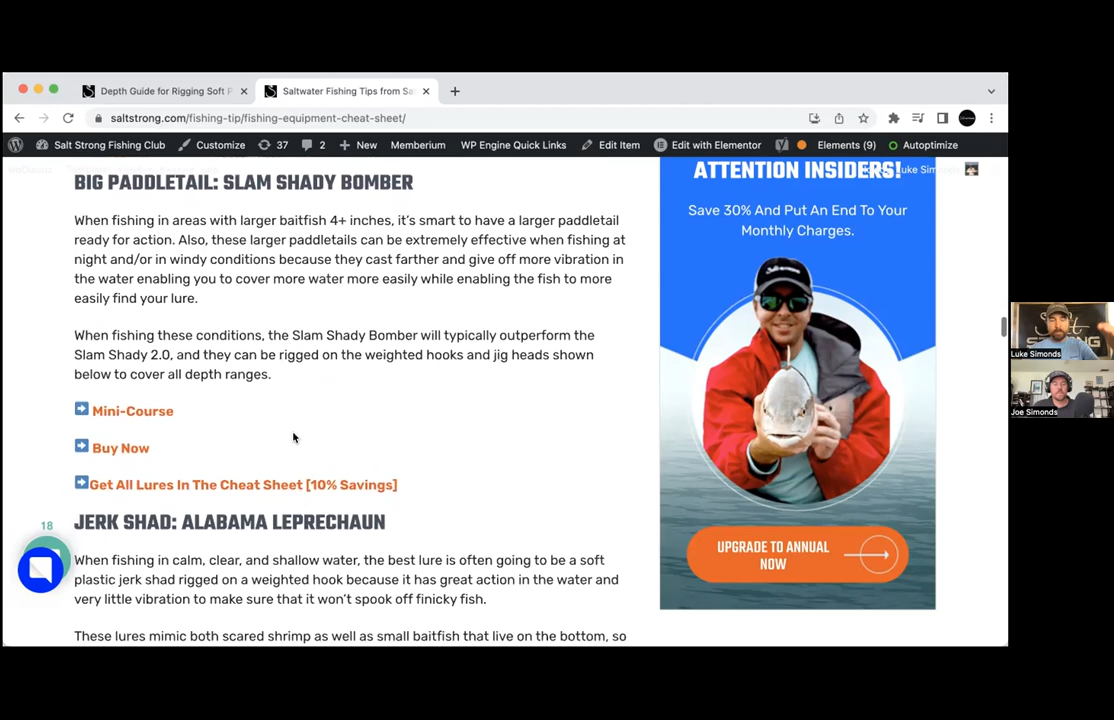 Depth Guide for Rigging Soft P
Saltwater Fishing Tips from Sa
saltstrong.com/fishing-tip/fishing-equipment-cheat-sheet/
Salt Strong Fishing Club
Customize
37
2
New
Memberium
WP Engine Quick Links
Edit Item
Edit with Elementor
Elements (9)
Autoptimize
BIG PADDLETAIL: SLAM SHADY BOMBER
When fishing in areas with larger baitfish 4+ inches, it's smart to have a larger paddletail
ready for action. Also, these larger paddletails can be extremely effective when fishing at
night and/or in windy conditions because they cast farther and give off more vibration in
the water enabling you to cover more water more easily while enabling the fish to more
easily find your lure.
When fishing these conditions, the Slam Shady Bomber will typically outperform the
Slam Shady 2.0, and they can be rigged on the weighted hooks and jig heads shown
below to cover all depth ranges.
Mini-Course
Buy Now
Get All Lures In The Cheat Sheet [10% Savings]
18
JERK SHAD: ALABAMA LEPRECHAUN
When fishing in calm, clear, and shallow water, the best lure is often going to be a soft
plastic jerk shad rigged on a weighted hook because it has great action in the water and
very little vibration to make sure that it won't spook off finicky fish.
These lures mimic both scared shrimp as well as small baitfish that live on the bottom, so
ATTENTION INSIDERS!
Save 30% And Put An End To Your
Monthly Charges.
UPGRADE TO ANNUAL
NOW
Luke Simonds
Joe Simonds